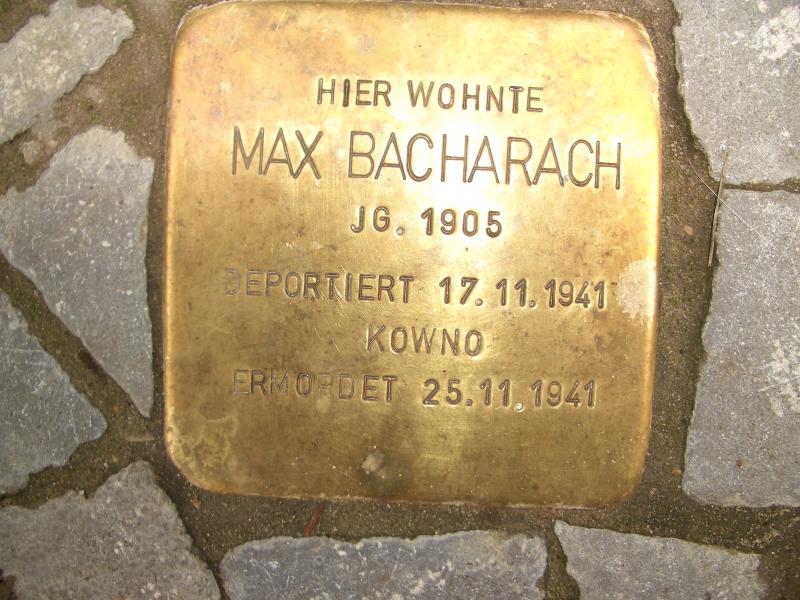 HIER WOHNTE
MAX BACHARACH
JG. 1905
DEPORTIERT 17.11.1941
KOWNO
ERMORDET 25.11.1941